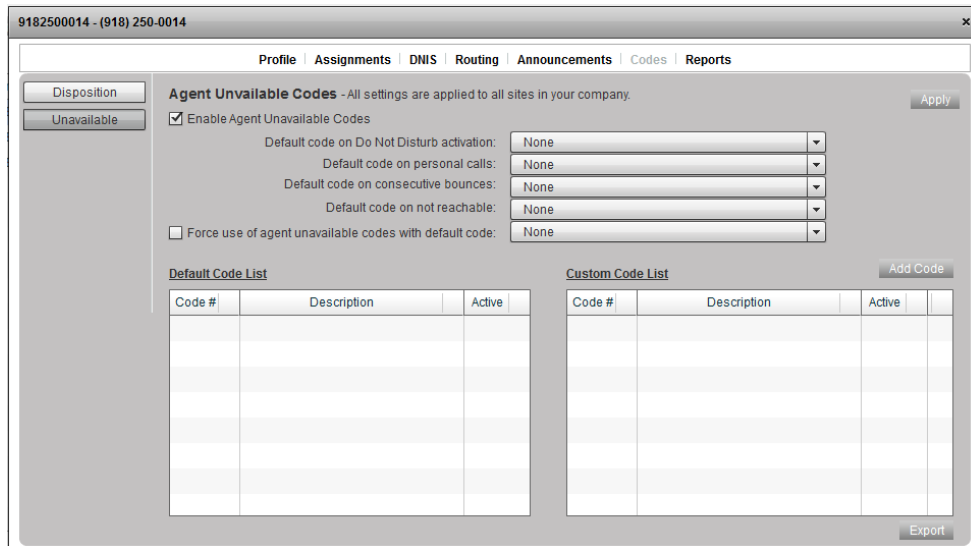 9182500014 - (918) 250-0014 ×
Profile Assignments DNIS Routing Announcements Codes Reports
Disposition
Unavailable
Agent Unvailable Codes - All settings are applied to all sites in your company.
Apply
Enable Agent Unavailable Codes
Default code on Do Not Disturb activation: None
Default code on personal calls: None
Default code on consecutive bounces: None
Default code on not reachable: None
Force use of agent unavailable codes with default code: None
Default Code List
Code # Description Active
Custom Code List
Add Code
Code # Description Active
Export